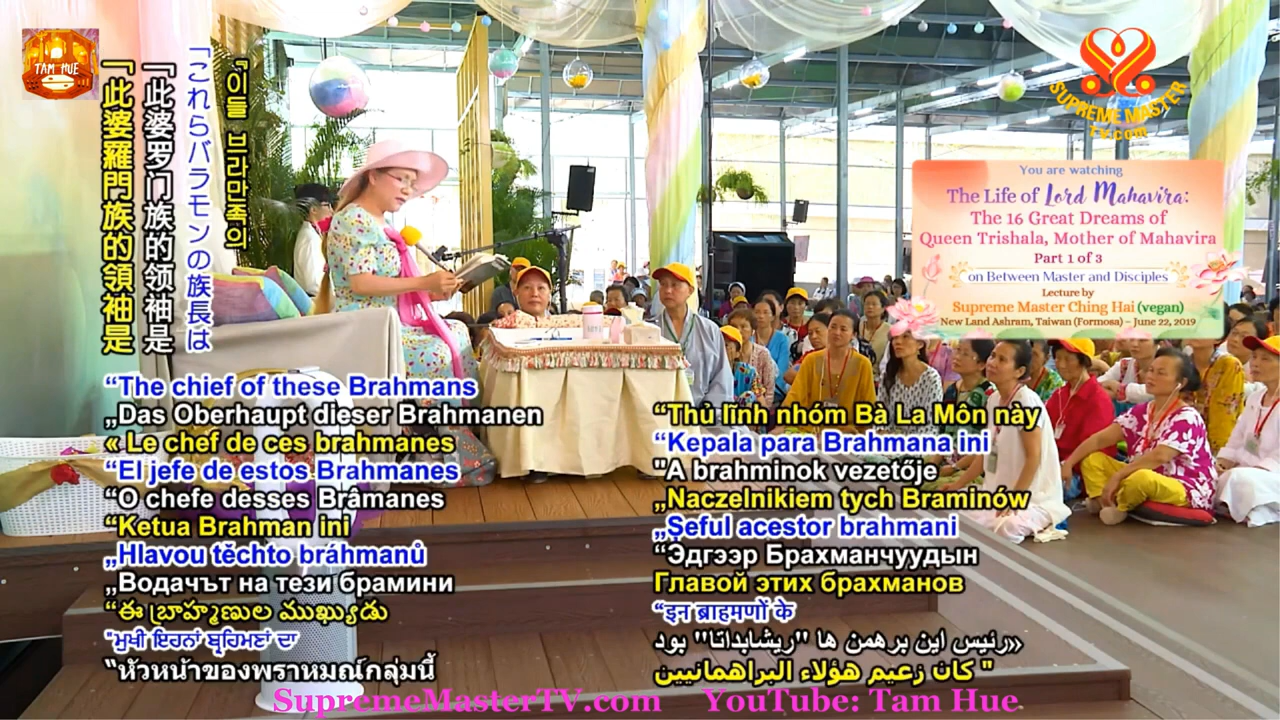 TAM HUE
「此婆羅門族的領袖是
「此婆罗门族的领袖是
「これらバラモンの族長は
『이들 브라만족의
SUPREME MASTER
TV.com
You are watching
The Life of Lord Mahavira:
The 16 Great Dreams of
Queen Trishala, Mother of Mahavira
Part 1 of 3
on Between Master and Disciples
Lecture by
Supreme Master Ching Hai (vegan)
New Land Ashram, Taiwan (Formosa) – June 22, 2019
“The chief of these Brahmans
„Das Oberhaupt dieser Brahmanen
« Le chef de ces brahmanes
“El jefe de estos Brahmanes
“O chefe desses Brâmanes
“Ketua Brahman ini
„Hlavou těchto bráhmanů
„Водачът на тези брамини
“ఈ బ్రాహ్మణుల ముఖ్యుడు
"ਮੁਖੀ ਇਹਨਾਂ ਬ੍ਰਹਿਮਣਾਂ ਦਾ
“หัวหน้าของพราหมณ์กลุ่มนี้
“Thủ lĩnh nhóm Bà La Môn này
“Kepala para Brahmana ini
"A brahminok vezetője
„Naczelnikiem tych Braminów
„Șeful acestor brahmani
“Эдгээр Брахманчуудын
Главой этих брахманов
“इन ब्राहमणों के
«رئیس این برهمن ها "ریشابداتا" بود
" كان زعيم هؤلاء البراهمانيين
SupremeMasterTV.com YouTube: Tam Hue